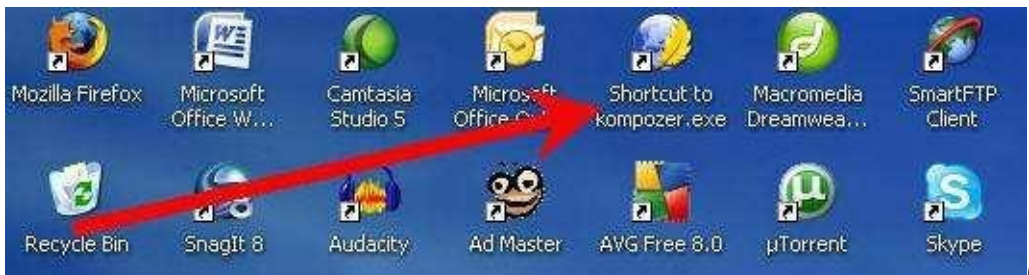 Mozilla Firefox
Microsoft
Office W...
Camtasia
Studio 5
Microsoft
Office
Shortcut to
kompozer.exe
Macromedia
Dreamwea...
SmartFTP
Client
Recycle Bin
SnagIt 8
Audacity
Ad Master
AVG Free 8.0
µTorrent
Skype